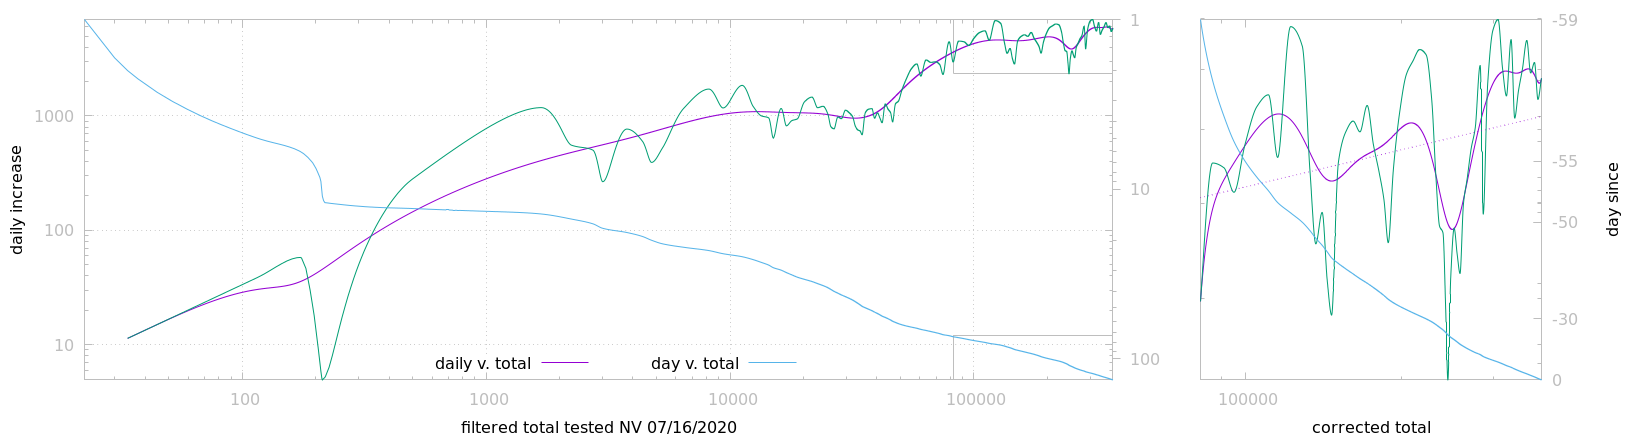 1000
100
10
daily increase
100
1000
10000
100000
filtered total tested NV 07/16/2020
daily v. total
day v. total
1
10
100
-59
-55
-50
-30
0
day since
100000
corrected total